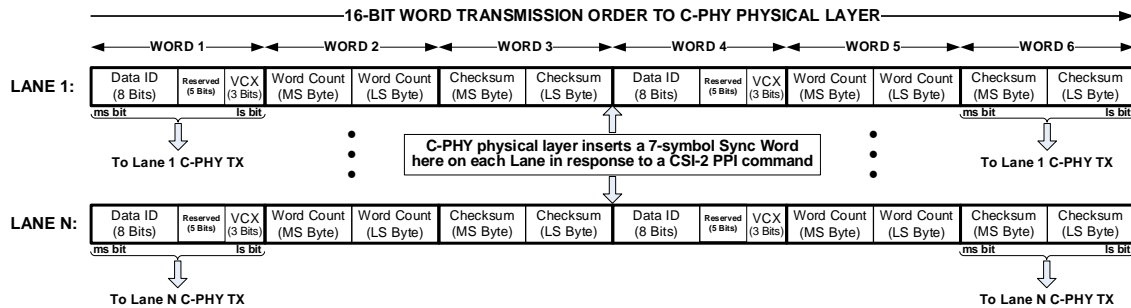 16-BIT WORD TRANSMISSION ORDER TO C-PHY PHYSICAL LAYER
WORD 1 WORD 2 WORD 3 WORD 4 WORD 5 WORD 6
LANE 1: Data ID (8 Bits) Reserved (5 Bits) VCX (3 Bits) Word Count (MS Byte) Word Count (LS Byte) Checksum (MS Byte) Checksum (LS Byte) Data ID (8 Bits) Reserved (5 Bits) VCX (3 Bits) Word Count (MS Byte) Word Count (LS Byte) Checksum (MS Byte) Checksum (LS Byte)
ms bit ls bit ms bit ls bit
To Lane 1 C-PHY TX
C-PHY physical layer inserts a 7-symbol Sync Word
here on each Lane in response to a CSI-2 PPI command
To Lane 1 C-PHY TX
LANE N: Data ID (8 Bits) Reserved (5 Bits) VCX (3 Bits) Word Count (MS Byte) Word Count (LS Byte) Checksum (MS Byte) Checksum (LS Byte) Data ID (8 Bits) Reserved (5 Bits) VCX (3 Bits) Word Count (MS Byte) Word Count (LS Byte) Checksum (MS Byte) Checksum (LS Byte)
ms bit ls bit ms bit ls bit
To Lane N C-PHY TX To Lane N C-PHY TX